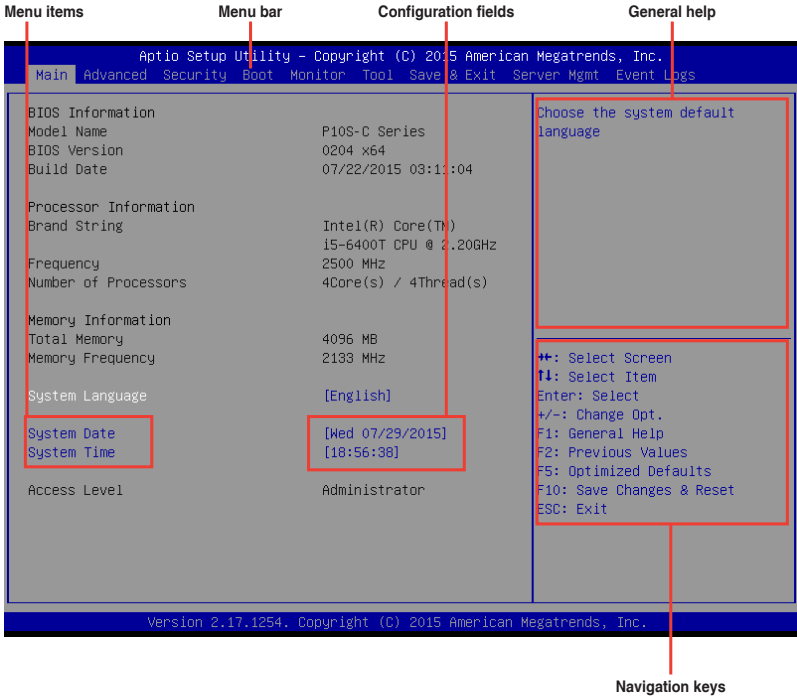 Menu items Menu bar Configuration fields General help
Aptio Setup Utility – Copyright (C) 2015 American Megatrends, Inc.
Main Advanced Security Boot Monitor Tool Save & Exit Server Mgmt Event Logs
BIOS Information
Model Name P10S-C Series
BIOS Version 0204 x64
Build Date 07/22/2015 03:11:04
Processor Information
Brand String Intel(R) Core(TM)
i5-6400T CPU @ 2.20GHz
Frequency 2500 MHz
Number of Processors 4Core(s) / 4Thread(s)
Memory Information
Total Memory 4096 MB
Memory Frequency 2133 MHz
System Language [English]
System Date [Wed 07/29/2015]
System Time [18:56:38]
Access Level Administrator
Choose the system default
language
→←: Select Screen
↑↓: Select Item
Enter: Select
+/-: Change Opt.
F1: General Help
F2: Previous Values
F5: Optimized Defaults
F10: Save Changes & Reset
ESC: Exit
Version 2.17.1254. Copyright (C) 2015 American Megatrends, Inc.
Navigation keys